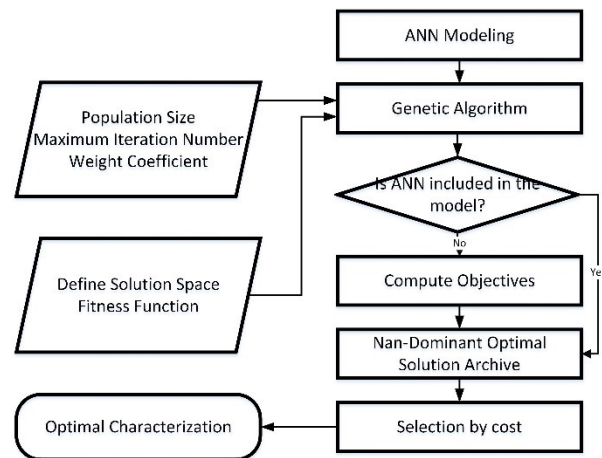 ANN Modeling
Population Size
Maximum Iteration Number
Weight Coefficient
Genetic Algorithm
Is ANN included in the
model?
No
Yes
Define Solution Space
Fitness Function
Compute Objectives
Nan-Dominant Optimal
Solution Archive
Optimal Characterization
Selection by cost